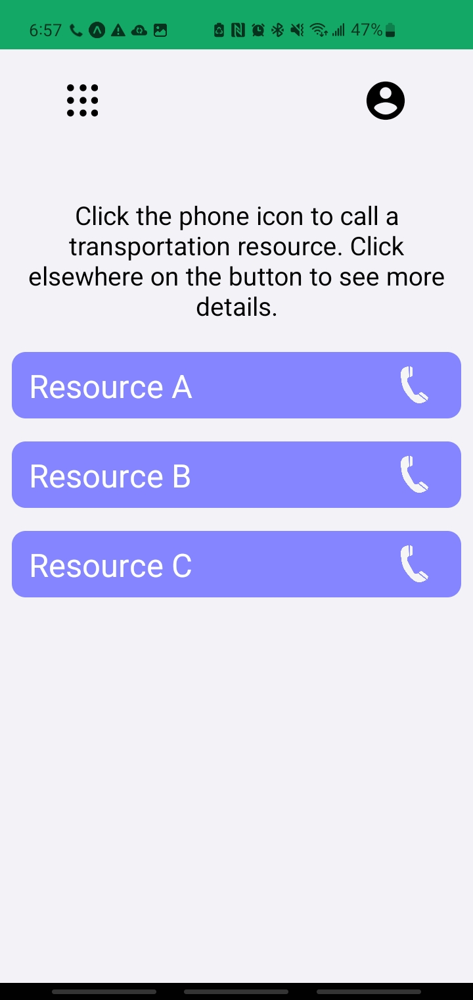 6:57 47%
Click the phone icon to call a
transportation resource. Click
elsewhere on the button to see more
details.
Resource A
Resource B
Resource C